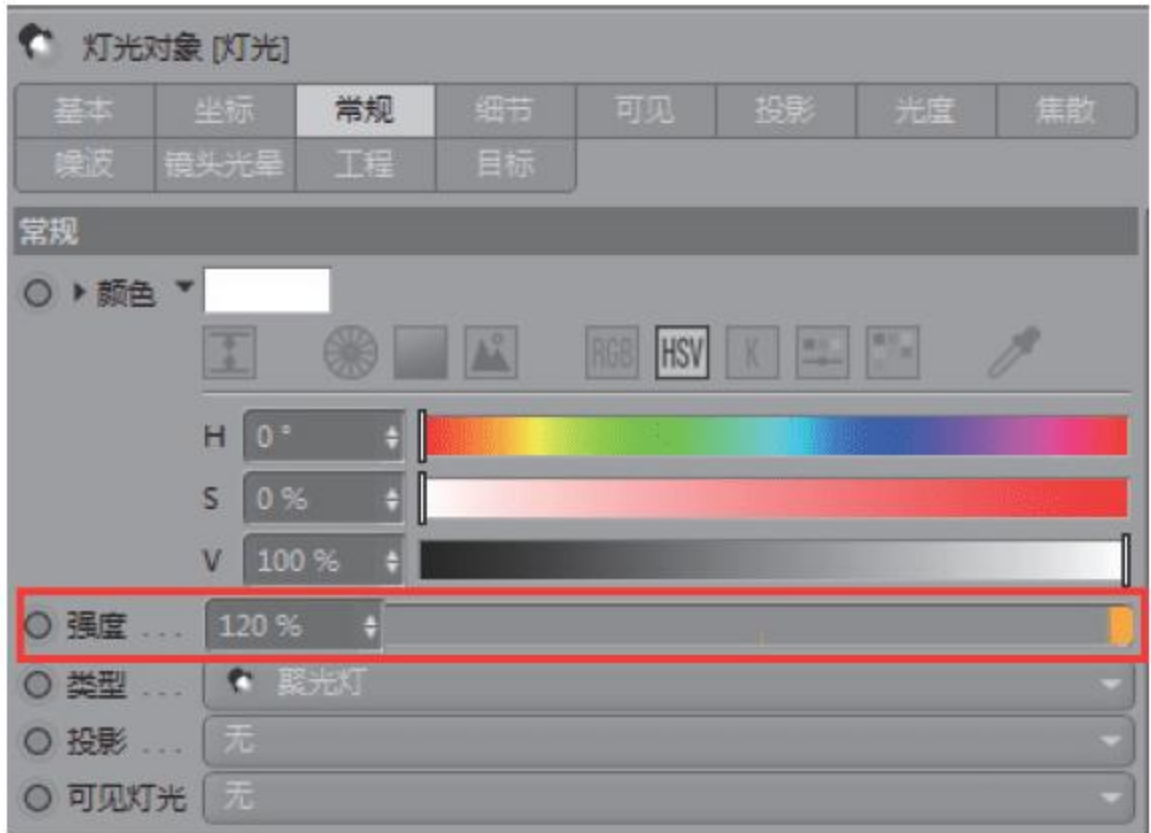 灯光对象 [灯光]
基本 坐标 常规 细节 可见 投影 光度 焦散
噪波 镜头光晕 工程 目标
常规
颜色
RGB HSV K
H 0°
S 0 %
V 100 %
强度 ... 120 %
类型 ... 聚光灯
投影 ... 无
可见灯光 无